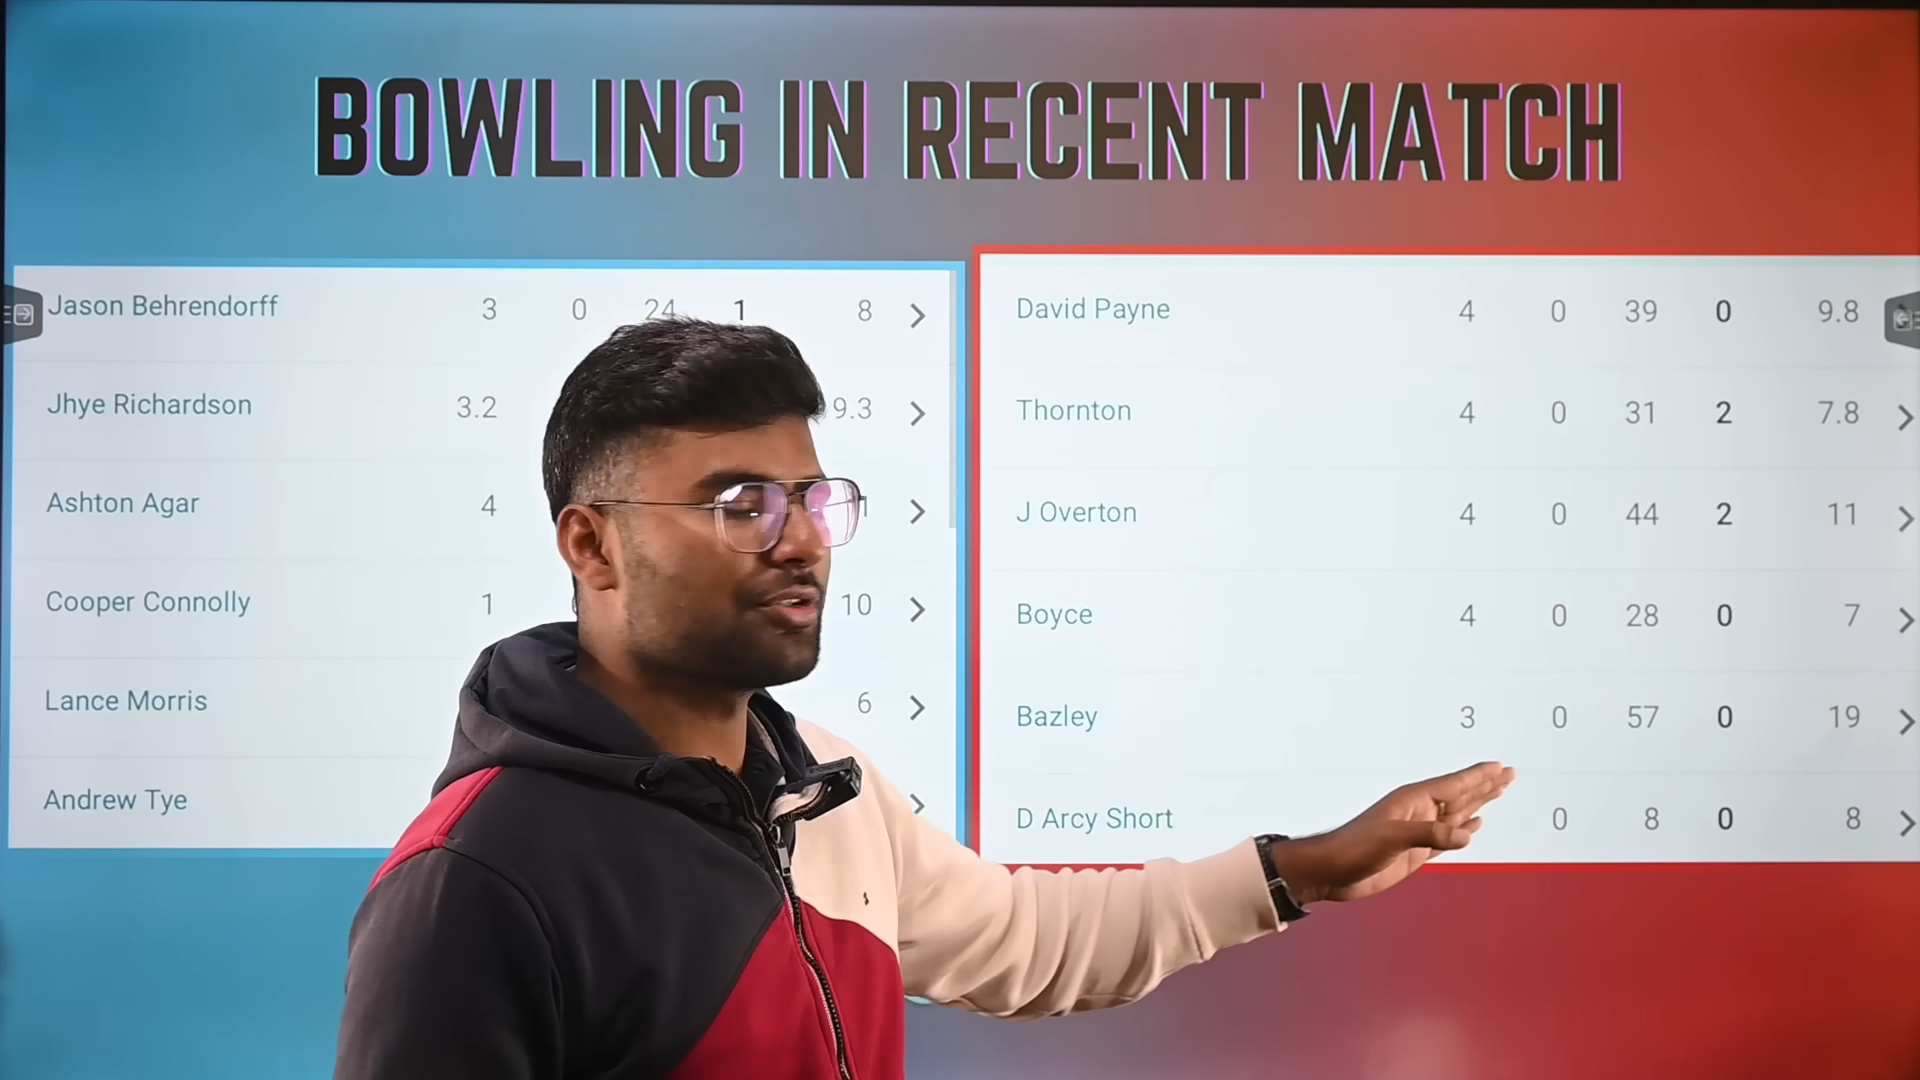 BOWLING IN RECENT MATCH
Jason Behrendorff 3 0 24 1 8
Jhye Richardson 3.2 9.3
Ashton Agar 4
Cooper Connolly 1 10
Lance Morris 6
Andrew Tye
David Payne 4 0 39 0 9.8
Thornton 4 0 31 2 7.8
J Overton 4 0 44 2 11
Boyce 4 0 28 0 7
Bazley 3 0 57 0 19
D Arcy Short 0 8 0 8